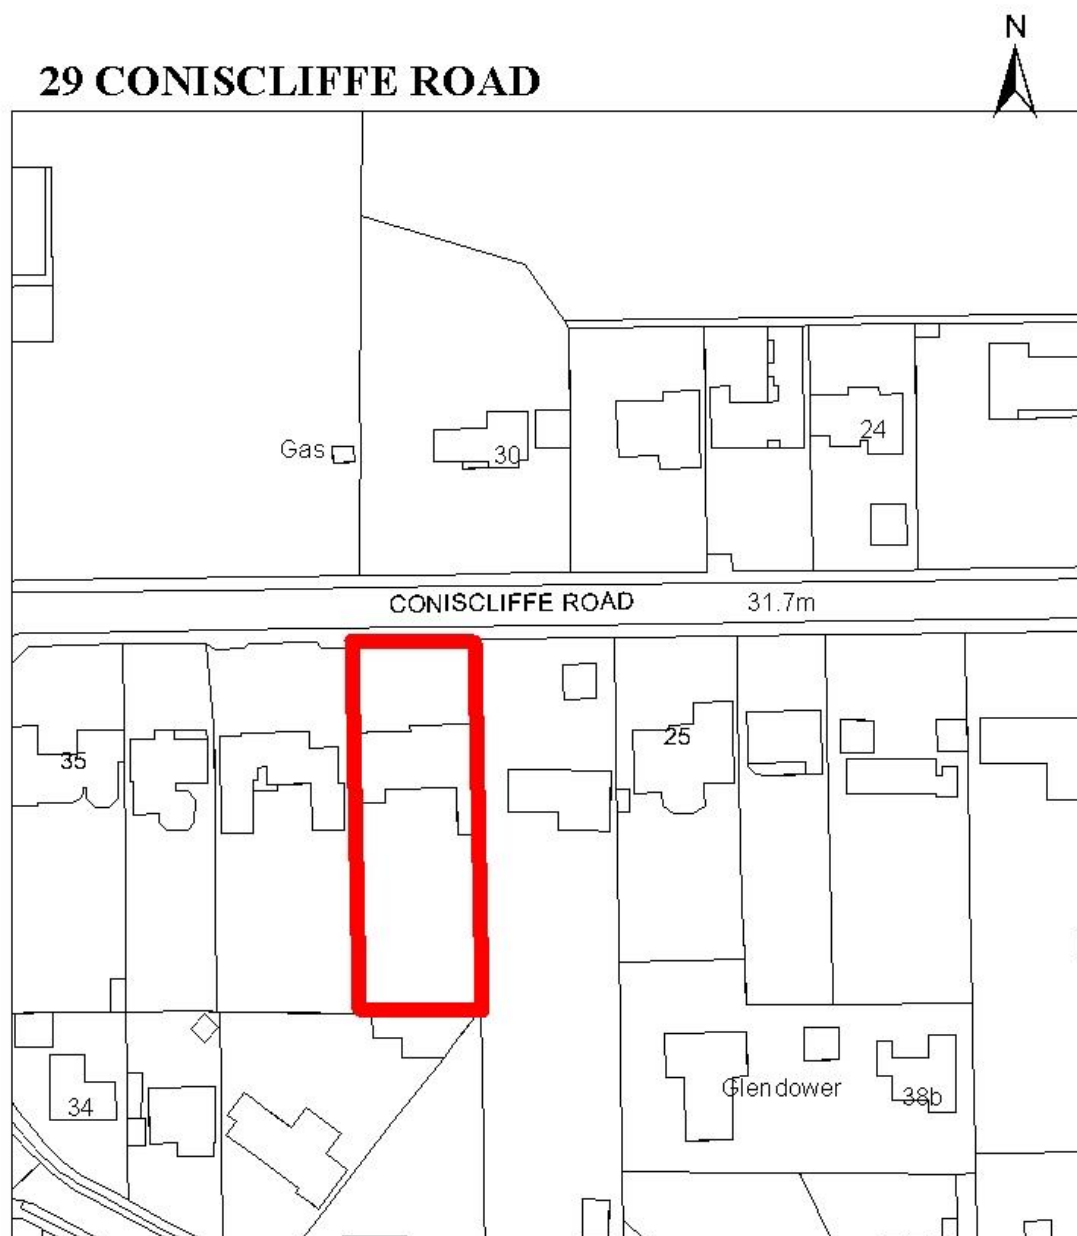 N
29 CONISCLIFFE ROAD
Gas
30
24
CONISCLIFFE ROAD
31.7m
35
25
34
Glendower
38b